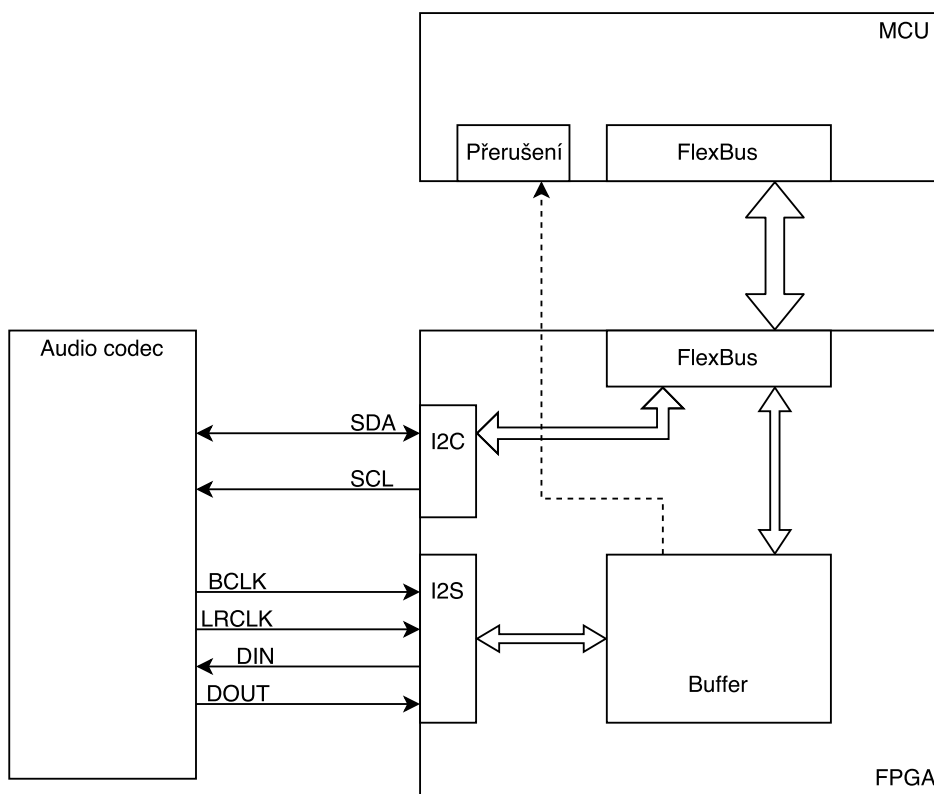 MCU
Přerušení
FlexBus
Audio codec
FlexBus
SDA
I2C
SCL
BCLK
I2S
LRCLK
DIN
DOUT
Buffer
FPGA